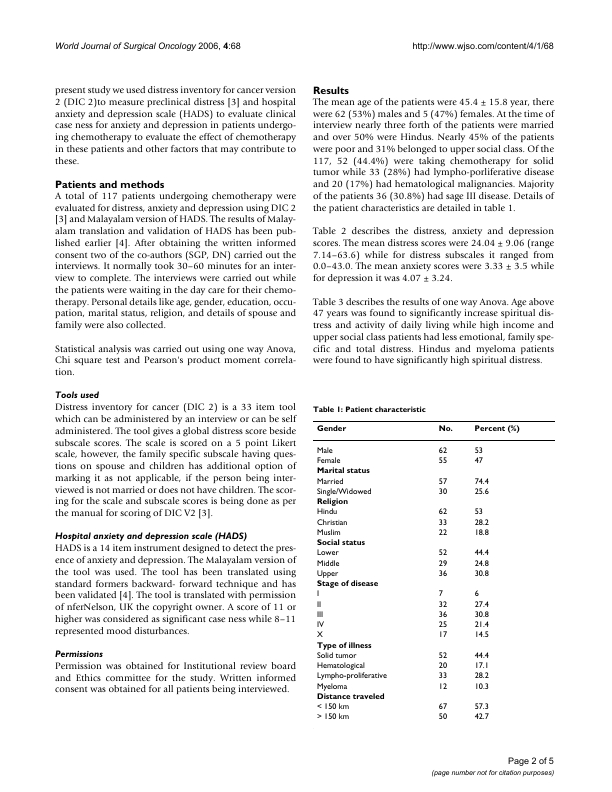 World Journal of Surgical Oncology 2006, 4:68
http://www.wjso.com/content/4/1/68
present study we used distress inventory for cancer version
2 (DIC 2)to measure preclinical distress [3] and hospital
anxiety and depression scale (HADS) to evaluate clinical
case ness for anxiety and depression in patients undergo-
ing chemotherapy to evaluate the effect of chemotherapy
in these patients and other factors that may contribute to
these.
Patients and methods
A total of 117 patients undergoing chemotherapy were
evaluated for distress, anxiety and depression using DIC 2
[3] and Malayalam version of HADS. The results of Malay-
alam translation and validation of HADS has been pub-
lished earlier [4]. After obtaining the written informed
consent two of the co-authors (SGP, DN) carried out the
interviews. It normally took 30–60 minutes for an inter-
view to complete. The interviews were carried out while
the patients were waiting in the day care for their chemo-
therapy. Personal details like age, gender, education, occu-
pation, marital status, religion, and details of spouse and
family were also collected.
Statistical analysis was carried out using one way Anova,
Chi square test and Pearson's product moment correla-
tion.
Tools used
Distress inventory for cancer (DIC 2) is a 33 item tool
which can be administered by an interview or can be self
administered. The tool gives a global distress score beside
subscale scores. The scale is scored on a 5 point Likert
scale, however, the family specific subscale having ques-
tions on spouse and children has additional option of
marking it as not applicable, if the person being inter-
viewed is not married or does not have children. The scor-
ing for the scale and subscale scores is being done as per
the manual for scoring of DIC V2 [3].
Hospital anxiety and depression scale (HADS)
HADS is a 14 item instrument designed to detect the pres-
ence of anxiety and depression. The Malayalam version of
the tool was used. The tool has been translated using
standard formers backward- forward technique and has
been validated [4]. The tool is translated with permission
of nferNelson, UK the copyright owner. A score of 11 or
higher was considered as significant case ness while 8–11
represented mood disturbances.
Permissions
Permission was obtained for Institutional review board
and Ethics committee for the study. Written informed
consent was obtained for all patients being interviewed.
Results
The mean age of the patients were 45.4 ± 15.8 year, there
were 62 (53%) males and 5 (47%) females. At the time of
interview nearly three forth of the patients were married
and over 50% were Hindus. Nearly 45% of the patients
were poor and 31% belonged to upper social class. Of the
117, 52 (44.4%) were taking chemotherapy for solid
tumor while 33 (28%) had lympho-porliferative disease
and 20 (17%) had hematological malignancies. Majority
of the patients 36 (30.8%) had sage III disease. Details of
the patient characteristics are detailed in table 1.
Table 2 describes the distress, anxiety and depression
scores. The mean distress scores were 24.04 ± 9.06 (range
7.14–63.6) while for distress subscales it ranged from
0.0–43.0. The mean anxiety scores were 3.33 ± 3.5 while
for depression it was 4.07 ± 3.24.
Table 3 describes the results of one way Anova. Age above
47 years was found to significantly increase spiritual dis-
tress and activity of daily living while high income and
upper social class patients had less emotional, family spe-
cific and total distress. Hindus and myeloma patients
were found to have significantly high spiritual distress.
Table 1: Patient characteristic
Gender No. Percent (%)
Male 62 53
Female 55 47
Marital status
Married 57 74.4
Single/Widowed 30 25.6
Religion
Hindu 62 53
Christian 33 28.2
Muslim 22 18.8
Social status
Lower 52 44.4
Middle 29 24.8
Upper 36 30.8
Stage of disease
I 7 6
II 32 27.4
III 36 30.8
IV 25 21.4
X 17 14.5
Type of illness
Solid tumor 52 44.4
Hematological 20 17.1
Lympho-proliferative 33 28.2
Myeloma 12 10.3
Distance traveled
< 150 km 67 57.3
> 150 km 50 42.7
Page 2 of 5
(page number not for citation purposes)